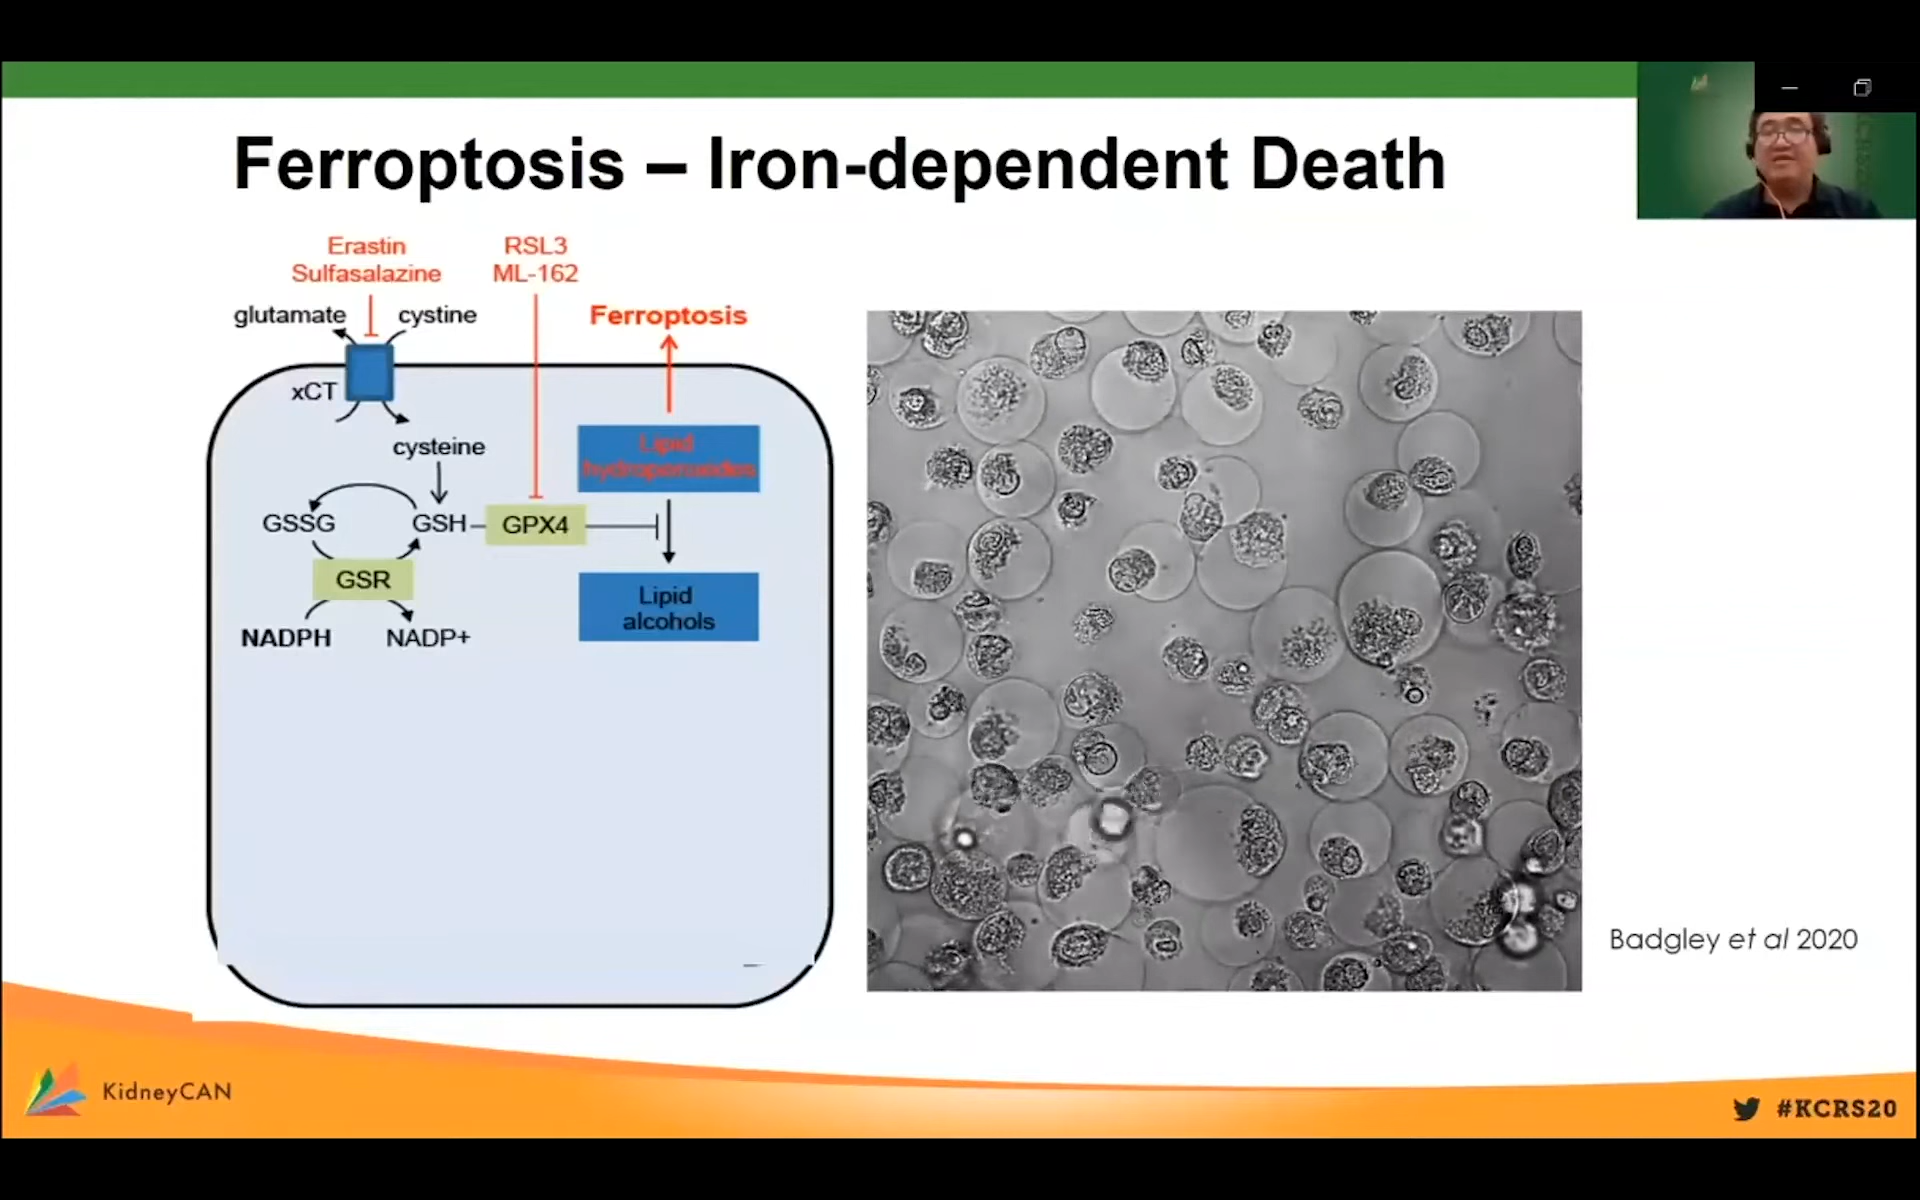 Ferroptosis – Iron-dependent Death
Erastin
Sulfasalazine
RSL3
ML-162
glutamate
cystine
Ferroptosis
xCT
cysteine
Lipid
hydroperoxides
GSSG
GSH
GPX4
GSR
Lipid
alcohols
NADPH
NADP+
Badgley et al 2020
KidneyCAN
#KCRS20